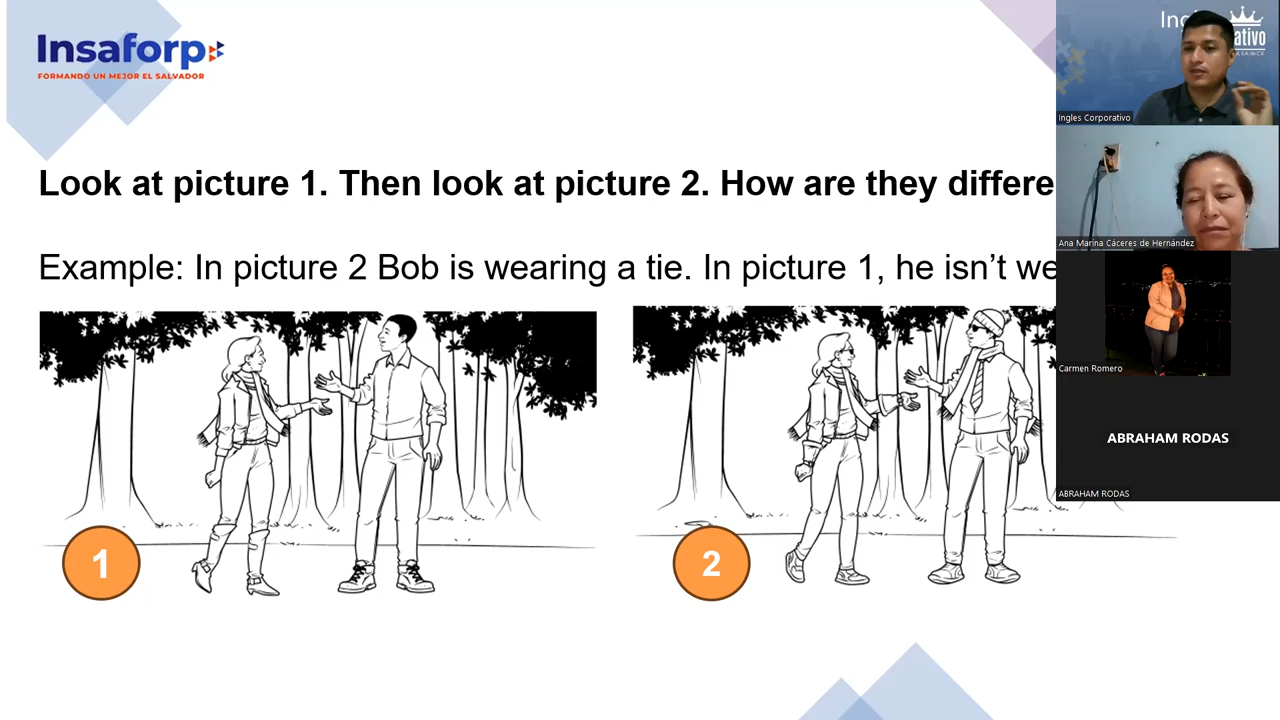 Insaforp
FORMANDO UN MEJOR EL SALVADOR
Look at picture 1. Then look at picture 2. How are they differe
Example: In picture 2 Bob is wearing a tie. In picture 1, he isn’t we
1
2
Ingles Corporativo
Ana Marina Cáceres de Hernández
Carmen Romero
ABRAHAM RODAS
ABRAHAM RODAS